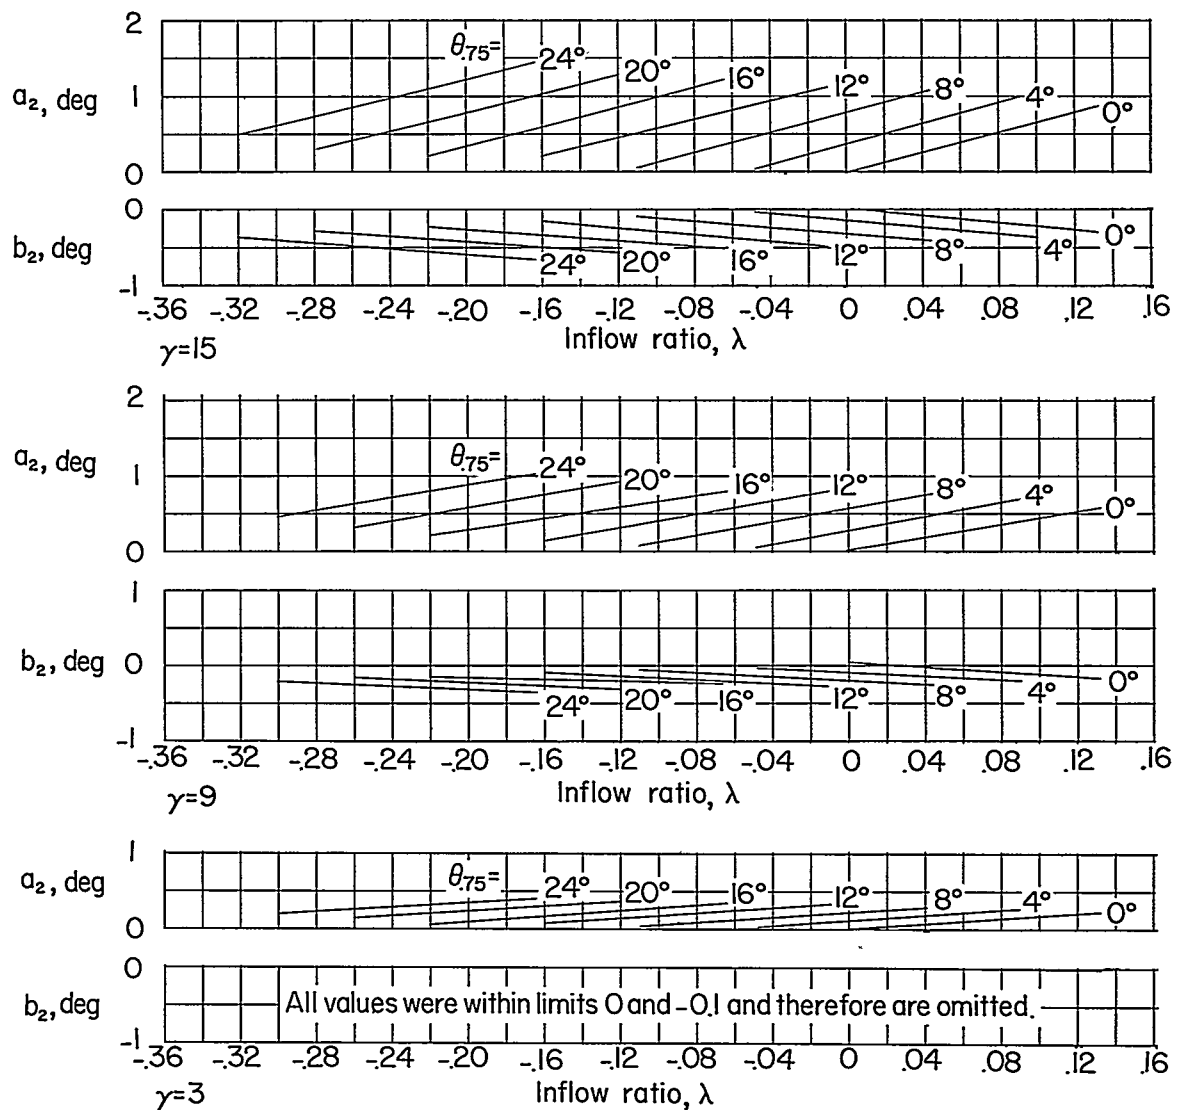 2
θ.75=
24° 20° 16° 12° 8° 4° 0°
a₂, deg
1
0
0
b₂, deg
24° 20° 16° 12° 8° 4° 0°
-1
-.36 -.32 -.28 -.24 -.20 -.16 -.12 -.08 -.04 0 .04 .08 .12 .16
Inflow ratio, λ
γ=15
2
a₂, deg
θ.75=
24° 20° 16° 12° 8° 4° 0°
1
0
1
b₂, deg
0
24° 20° 16° 12° 8° 4° 0°
-1
-.36 -.32 -.28 -.24 -.20 -.16 -.12 -.08 -.04 0 .04 .08 .12 .16
Inflow ratio, λ
γ=9
1
a₂, deg
θ.75=
24° 20° 16° 12° 8° 4° 0°
0
0
b₂, deg
All values were within limits 0 and -0.1 and therefore are omitted.
-1
-.36 -.32 -.28 -.24 -.20 -.16 -.12 -.08 -.04 0 .04 .08 .12 .16
Inflow ratio, λ
γ=3